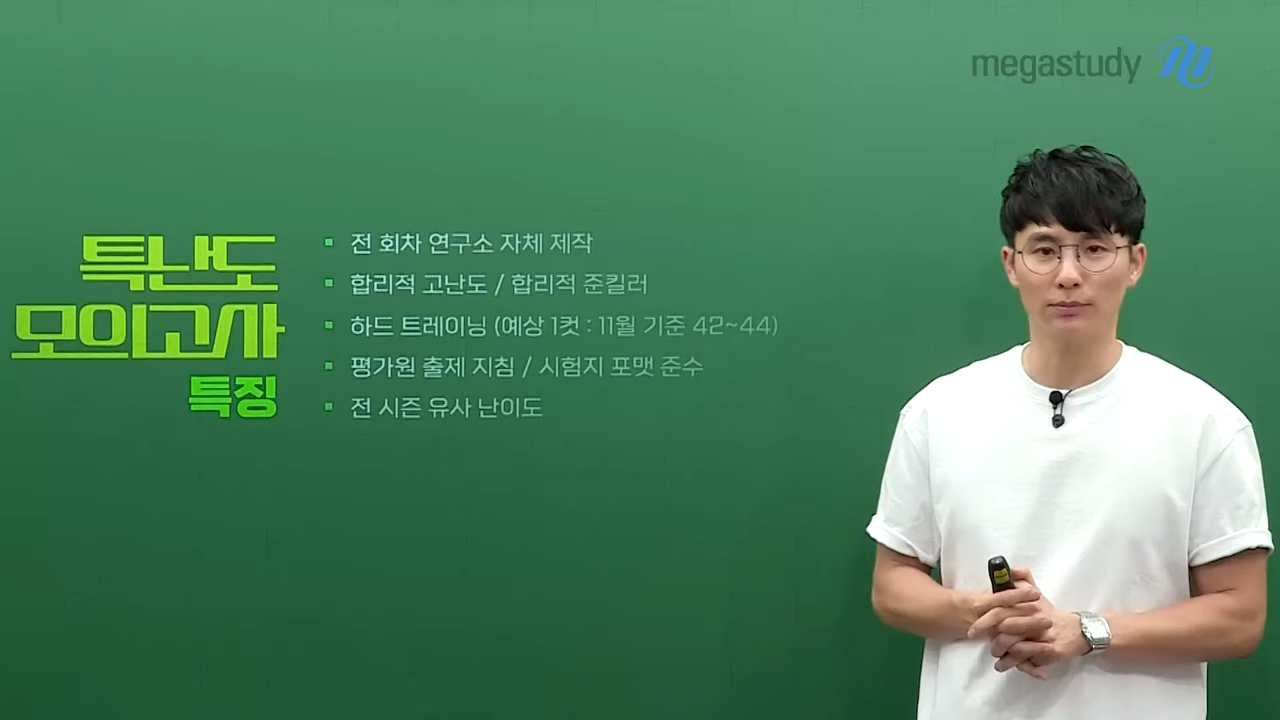 megastudy
특난도
모의고사
특징
전 회차 연구소 자체 제작
합리적 고난도 / 합리적 준킬러
하드 트레이닝 (예상 1컷 : 11월 기준 42~44)
평가원 출제 지침 / 시험지 포맷 준수
전 시즌 유사 난이도